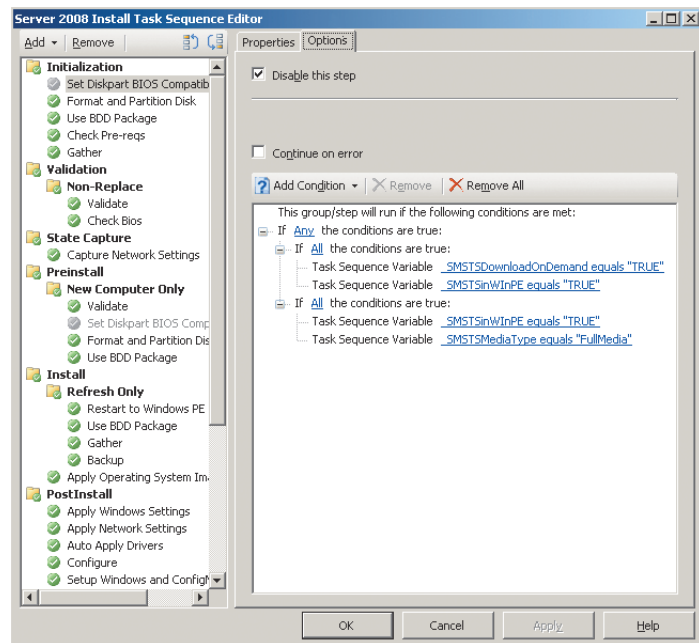 Server 2008 Install Task Sequence Editor
Add Remove
Initialization
Set Diskpart BIOS Compatib
Format and Partition Disk
Use BDD Package
Check Pre-reqs
Gather
Validation
Non-Replace
Validate
Check Bios
State Capture
Capture Network Settings
Preinstall
New Computer Only
Validate
Set Diskpart BIOS Comp
Format and Partition Dis
Use BDD Package
Install
Refresh Only
Restart to Windows PE
Use BDD Package
Gather
Backup
Apply Operating System Im
PostInstall
Apply Windows Settings
Apply Network Settings
Auto Apply Drivers
Configure
Setup Windows and ConfigM
Properties Options
Disable this step
Continue on error
Add Condition Remove Remove All
This group/step will run if the following conditions are met:
If Any the conditions are true:
If All the conditions are true:
Task Sequence Variable SMSTSDownloadOnDemand equals "TRUE"
Task Sequence Variable SMSTSinWInPE equals "TRUE"
If All the conditions are true:
Task Sequence Variable SMSTSinWInPE equals "TRUE"
Task Sequence Variable SMSTSMediaType equals "FullMedia"
OK Cancel Apply Help